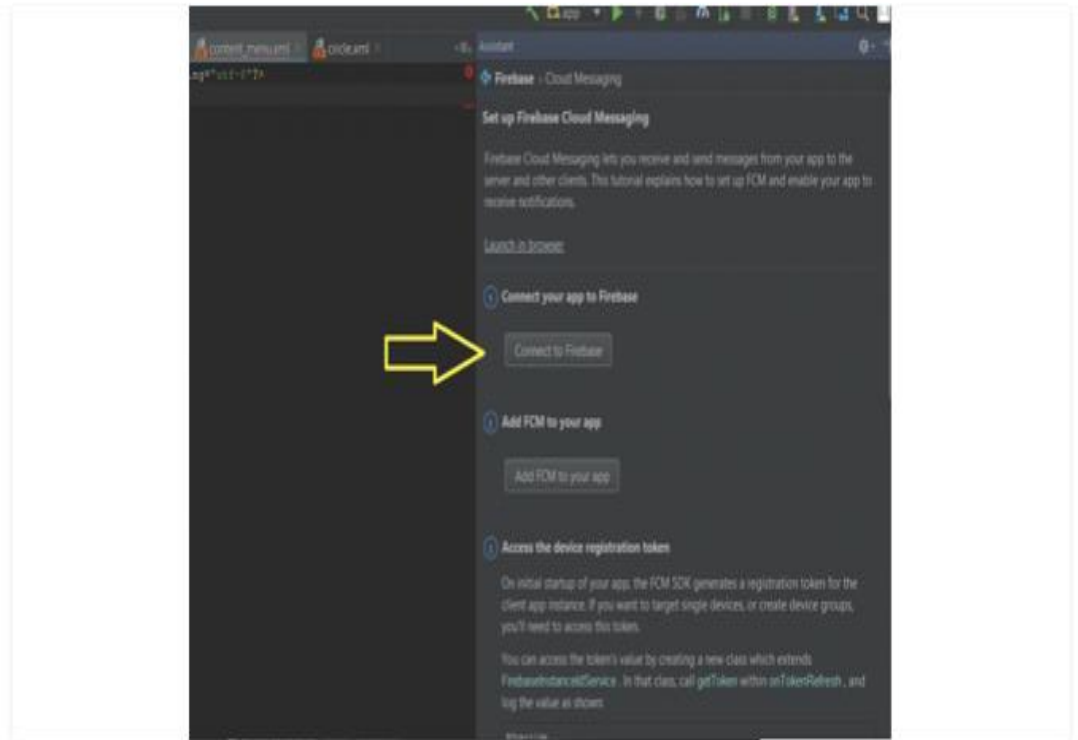 app
content_menu.xml
circle.xml
Assistant
ng="utf-8"?>
Firebase › Cloud Messaging
Set up Firebase Cloud Messaging
Firebase Cloud Messaging lets you receive and send messages from your app to the
server and other clients. This tutorial explains how to set up FCM and enable your app to
receive notifications.
Launch in browser
1 Connect your app to Firebase
Connect to Firebase
2 Add FCM to your app
Add FCM to your app
3 Access the device registration token
On initial startup of your app, the FCM SDK generates a registration token for the
client app instance. If you want to target single devices, or create device groups,
you'll need to access this token.
You can access the token's value by creating a new class which extends
FirebaseInstanceIdService . In that class, call getToken within onTokenRefresh , and
log the value as shown: